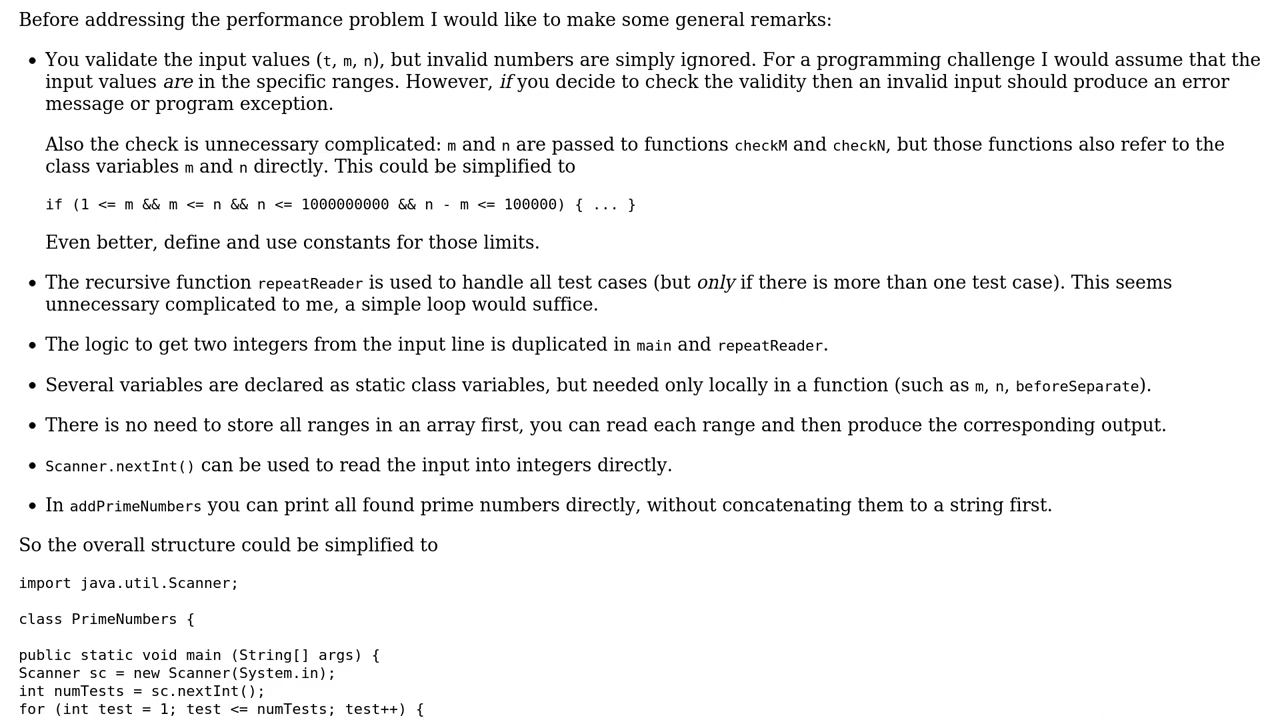 Before addressing the performance problem I would like to make some general remarks:
• You validate the input values (t, m, n), but invalid numbers are simply ignored. For a programming challenge I would assume that the
input values are in the specific ranges. However, if you decide to check the validity then an invalid input should produce an error
message or program exception.
Also the check is unnecessary complicated: m and n are passed to functions checkM and checkN, but those functions also refer to the
class variables m and n directly. This could be simplified to
if (1 <= m && m <= n && n <= 1000000000 && n - m <= 100000) { ... }
Even better, define and use constants for those limits.
• The recursive function repeatReader is used to handle all test cases (but only if there is more than one test case). This seems
unnecessary complicated to me, a simple loop would suffice.
• The logic to get two integers from the input line is duplicated in main and repeatReader.
• Several variables are declared as static class variables, but needed only locally in a function (such as m, n, beforeSeparate).
• There is no need to store all ranges in an array first, you can read each range and then produce the corresponding output.
• Scanner.nextInt() can be used to read the input into integers directly.
• In addPrimeNumbers you can print all found prime numbers directly, without concatenating them to a string first.
So the overall structure could be simplified to
import java.util.Scanner;
class PrimeNumbers {
public static void main (String[] args) {
Scanner sc = new Scanner(System.in);
int numTests = sc.nextInt();
for (int test = 1; test <= numTests; test++) {